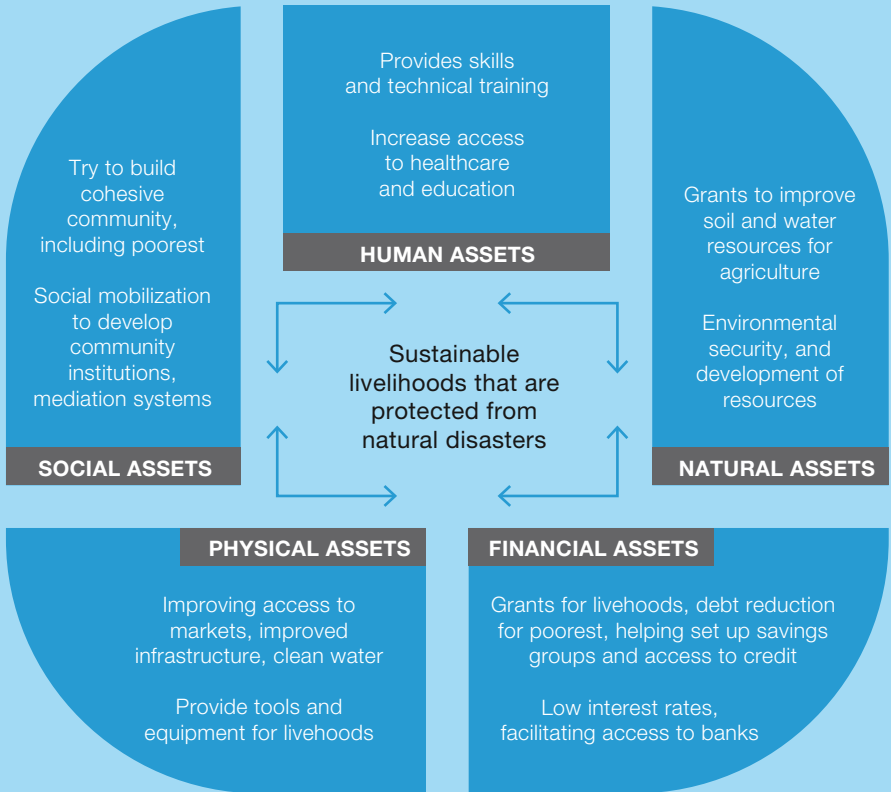 Provides skills
and technical training
Increase access
to healthcare
and education
HUMAN ASSETS
Try to build
cohesive
community,
including poorest
Social mobilization
to develop
community
institutions,
mediation systems
SOCIAL ASSETS
Grants to improve
soil and water
resources for
agriculture
Environmental
security, and
development of
resources
NATURAL ASSETS
Sustainable
livelihoods that are
protected from
natural disasters
PHYSICAL ASSETS
Improving access to
markets, improved
infrastructure, clean water
Provide tools and
equipment for livehoods
FINANCIAL ASSETS
Grants for livehoods, debt reduction
for poorest, helping set up savings
groups and access to credit
Low interest rates,
facilitating access to banks